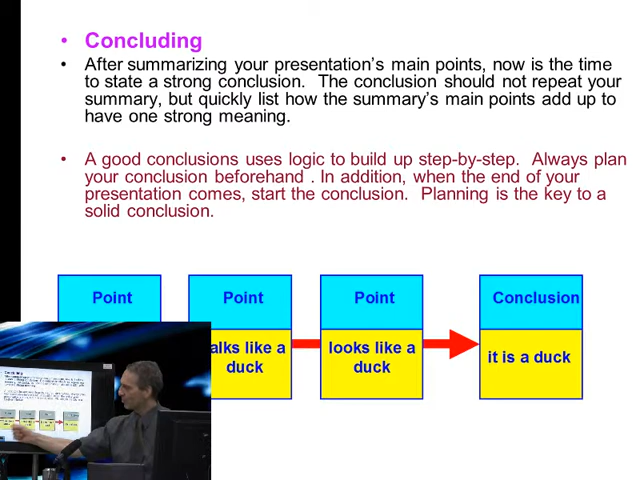 Concluding
After summarizing your presentation's main points, now is the time
to state a strong conclusion. The conclusion should not repeat your
summary, but quickly list how the summary's main points add up to
have one strong meaning.
A good conclusions uses logic to build up step-by-step. Always plan
your conclusion beforehand . In addition, when the end of your
presentation comes, start the conclusion. Planning is the key to a
solid conclusion.
Point
Point
Point
Conclusion
alks like a
duck
looks like a
duck
it is a duck
Concluding